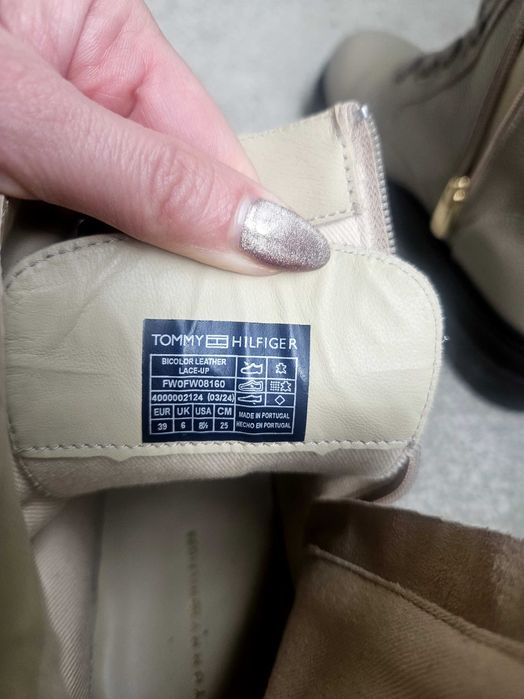 TOMMY HILFIGER
BICOLOR LEATHER
LACE-UP
FW0FW08160
4000002124 (03/24)
EUR UK USA CM
39 6 8½ 25
MADE IN PORTUGAL
HECHO EN PORTUGAL